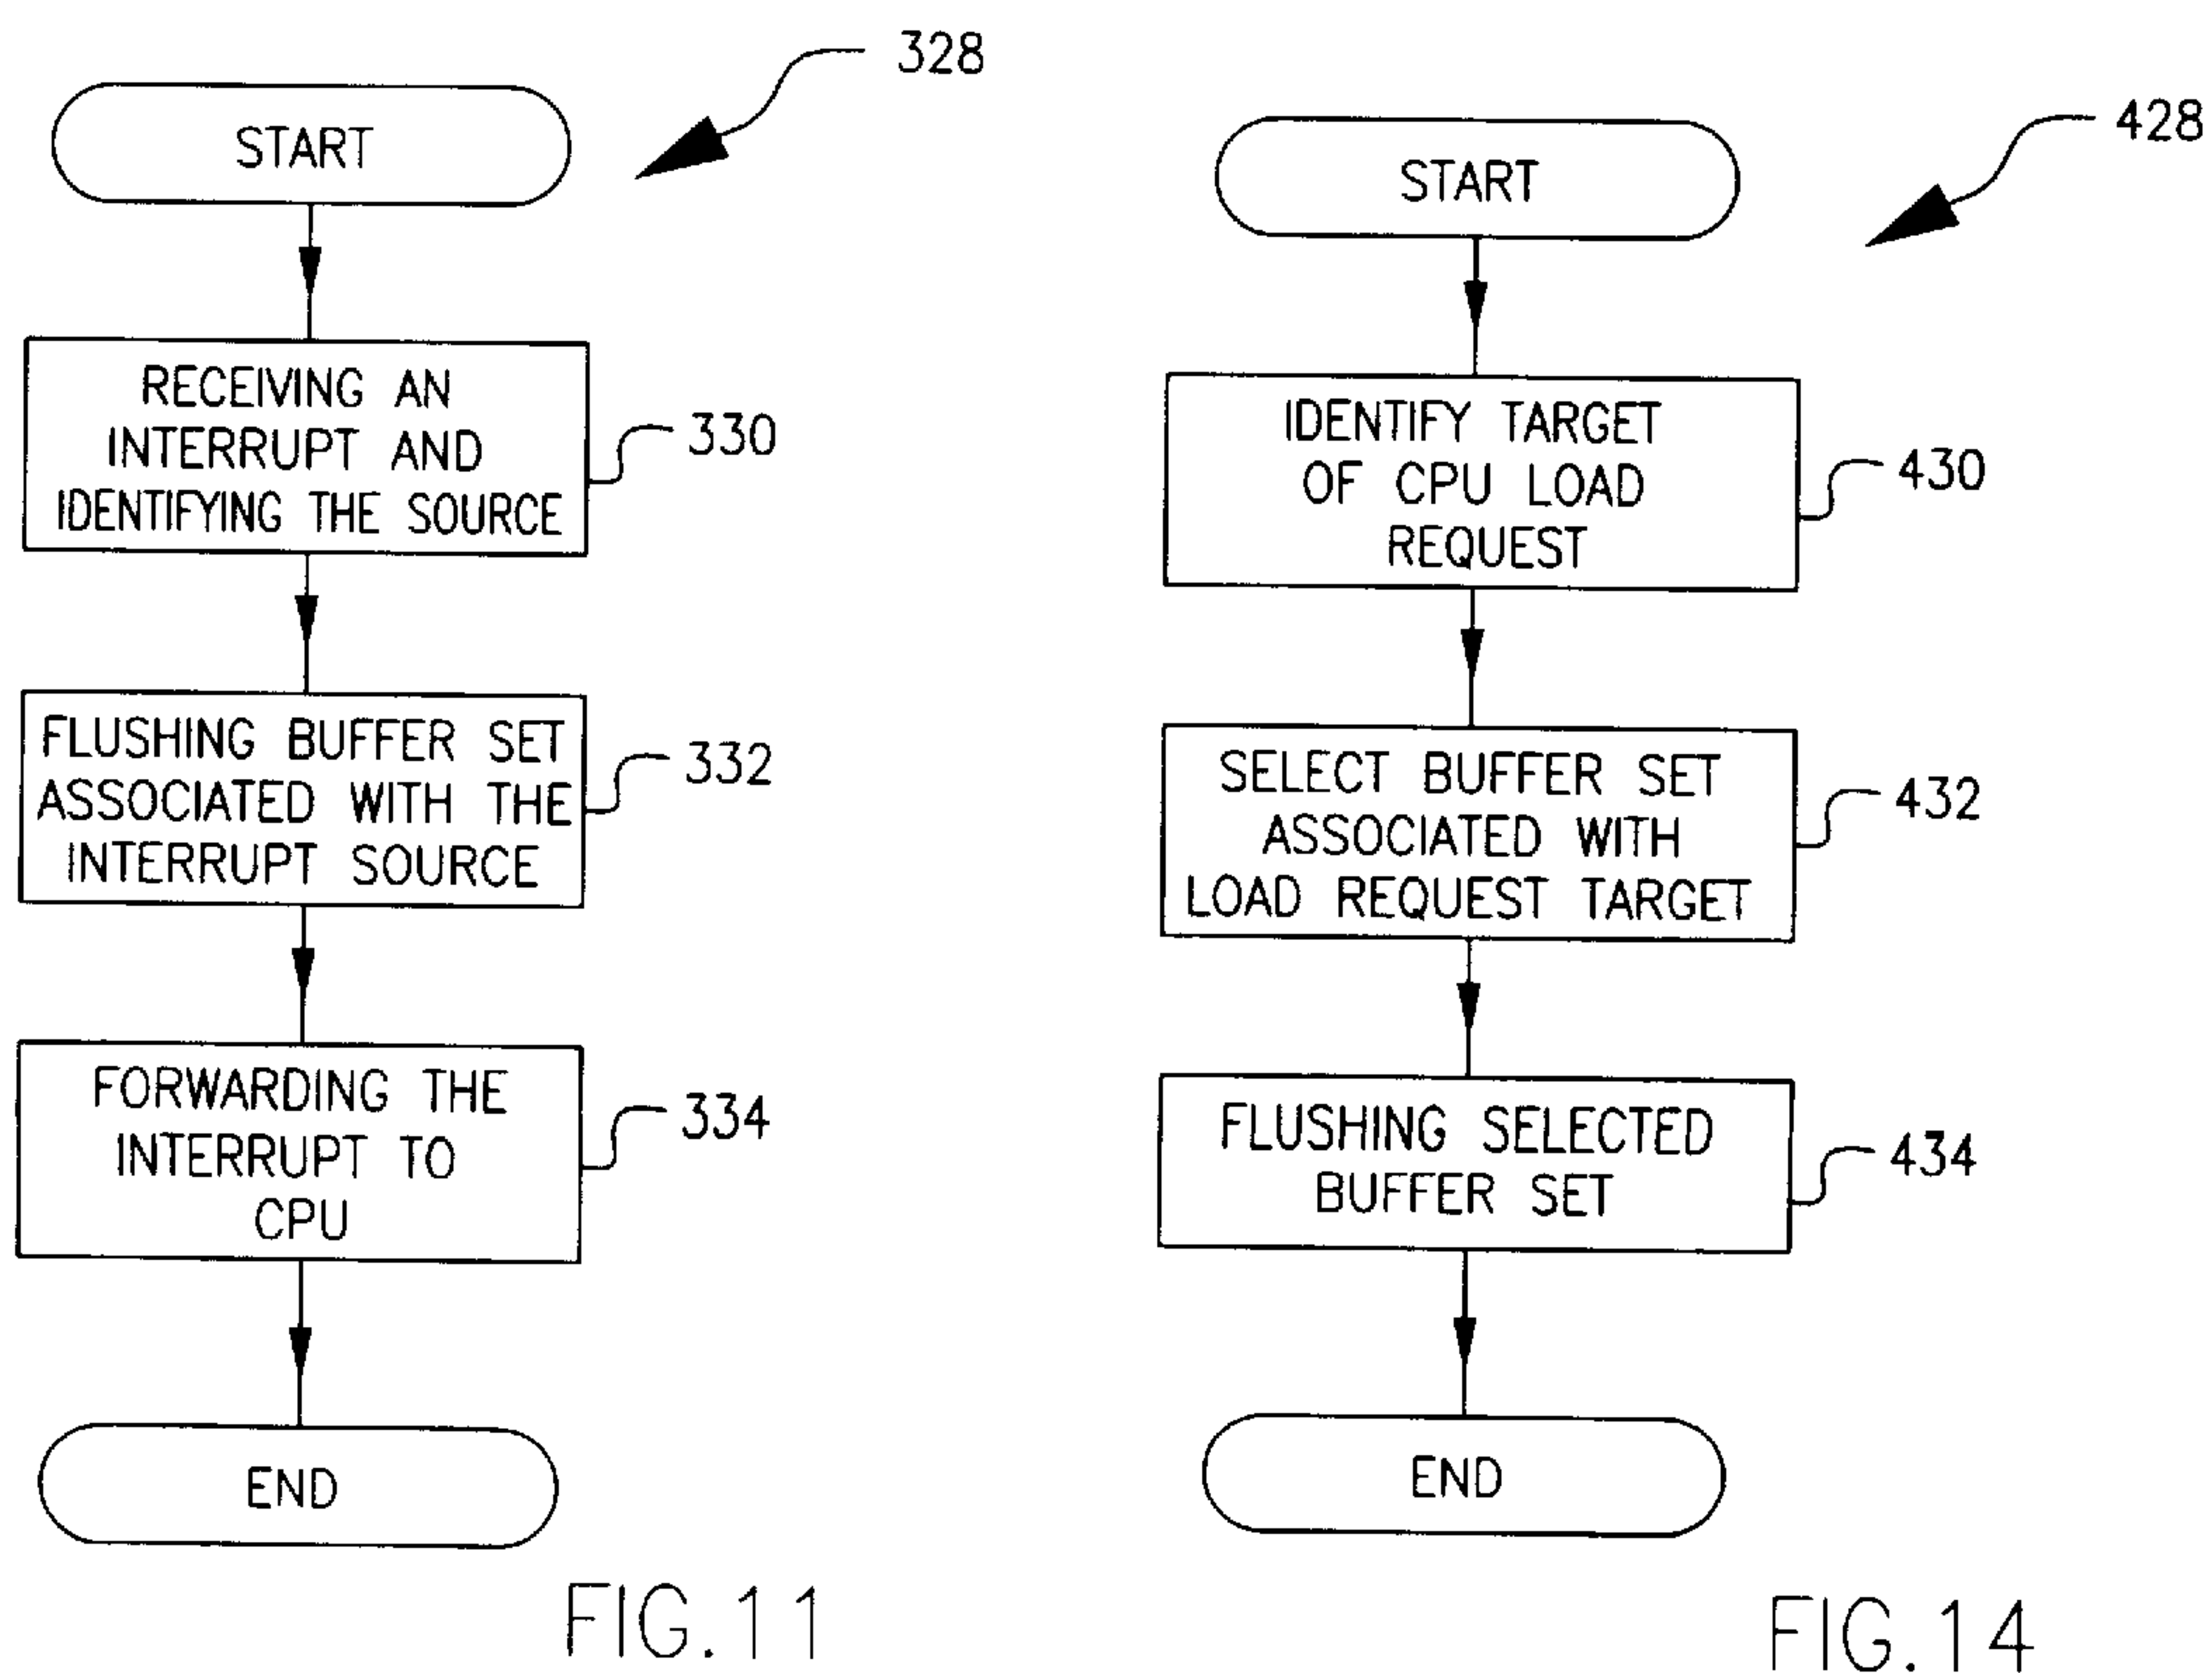 328
START
RECEIVING AN
INTERRUPT AND
IDENTIFYING THE SOURCE
330
FLUSHING BUFFER SET
ASSOCIATED WITH THE
INTERRUPT SOURCE
332
FORWARDING THE
INTERRUPT TO
CPU
334
END
FIG.11
428
START
IDENTIFY TARGET
OF CPU LOAD
REQUEST
430
SELECT BUFFER SET
ASSOCIATED WITH
LOAD REQUEST TARGET
432
FLUSHING SELECTED
BUFFER SET
434
END
FIG.14